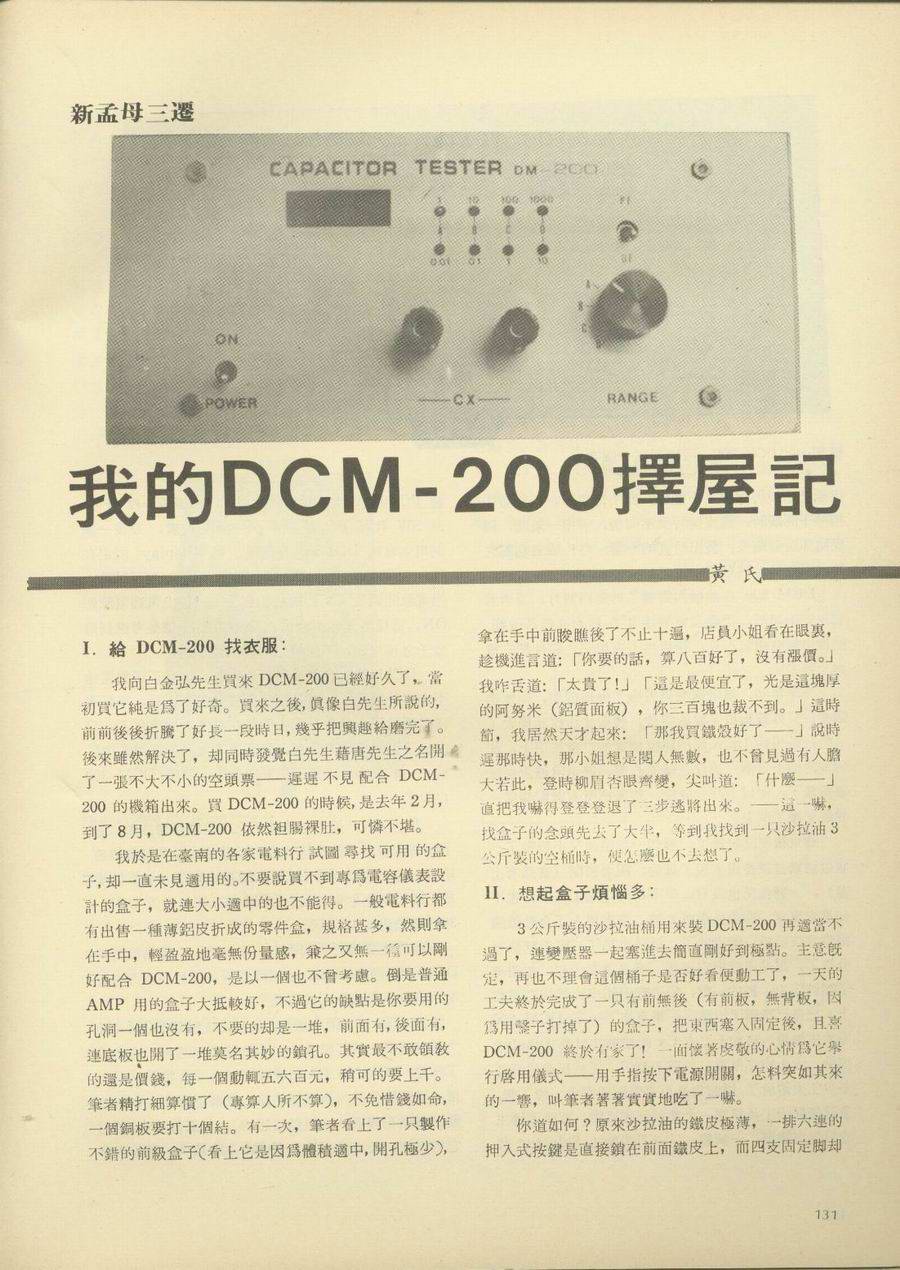 新孟母三遷
CAPACITOR TESTER DM-200
1 10 100 1000
A B C D
0.01 0.1 1 10
PF
UF
A
B
C
ON
POWER
CX
RANGE
我的DCM-200擇屋記
黃 氏
I. 給 DCM-200 找衣服:
我向白金弘先生買來 DCM-200 已經好久了,當
初買它純是爲了好奇。買來之後,眞像白先生所說的,
前前後後折騰了好長一段時日,幾乎把興趣給磨完了。
後來雖然解決了,却同時發覺白先生藉唐先生之名開
了一張不大不小的空頭票——遲遲 不見 配合 DCM-
200 的機箱出來。買 DCM-200 的時候,是去年2月,
到了8月,DCM-200 依然袒腸裸肚,可憐不堪。
我於是在臺南的各家電料行 試圖 尋找 可用 的盒
子,却一直未見適用的。不要說買不到專爲電容儀表設
計的盒子,就連大小適中的也不能得。一般電料行都
有出售一種薄鋁皮折成的零件盒,規格甚多,然則拿
在手中,輕盈盈地毫無份量感,兼之又無一種可以剛
好配合 DCM-200,是以一個也不曾考慮。倒是普通
AMP 用的盒子大抵較好,不過它的缺點是你要用的
孔洞一個也沒有,不要的却是一堆,前面有,後面有,
連底板也開了一堆莫名其妙的鎖孔。其實最不敢領敎
的還是價錢,每一個動輒五六百元,稍可的要上千。
筆者精打細算慣了(專算人所不算),不免惜錢如命,
一個銅板要打十個結。有一次,筆者看上了一只製作
不錯的前級盒子(看上它是因爲體積適中,開孔極少),
拿在手中前睃瞧後了不止十遍,店員小姐看在眼裏,
趁機進言道:「你要的話,算八百好了,沒有漲價。」
我咋舌道:「太貴了!」「這是最便宜了,光是這塊厚
的阿努米(鋁質面板),你三百塊也裁不到。」這時
節,我居然天才起來:「那我買鐵殼好了——」說時
遲那時快,那小姐想是閱人無數,也不曾見過有人膽
大若此,登時柳眉杏眼齊變,尖叫道:「什麼——」
直把我嚇得登登登退了三步逃將出來。——這一嚇,
找盒子的念頭先去了大半,等到我找到一只沙拉油3
公斤裝的空桶時,便怎麼也不去想了。
II. 想起盒子煩惱多:
3公斤裝的沙拉油桶用來裝 DCM-200 再適當不
過了,連變壓器一起塞進去簡直剛好到極點。主意旣
定,再也不理會這個桶子是否好看便動工了,一天的
工夫終於完成了一只有前無後(有前板,無背板,因
爲用鑿子打掉了)的盒子,把東西塞入固定後,且喜
DCM-200 終於有家了!一面懷著虔敬的心情爲它舉
行啓用儀式——用手指按下電源開關,怎料突如其來
的一響,叫筆者著著實實地吃了一嚇。
你道如何?原來沙拉油的鐵皮極薄,一排六連的
押入式按鍵是直接鎖在前面鐵皮上,而四支固定脚却
131